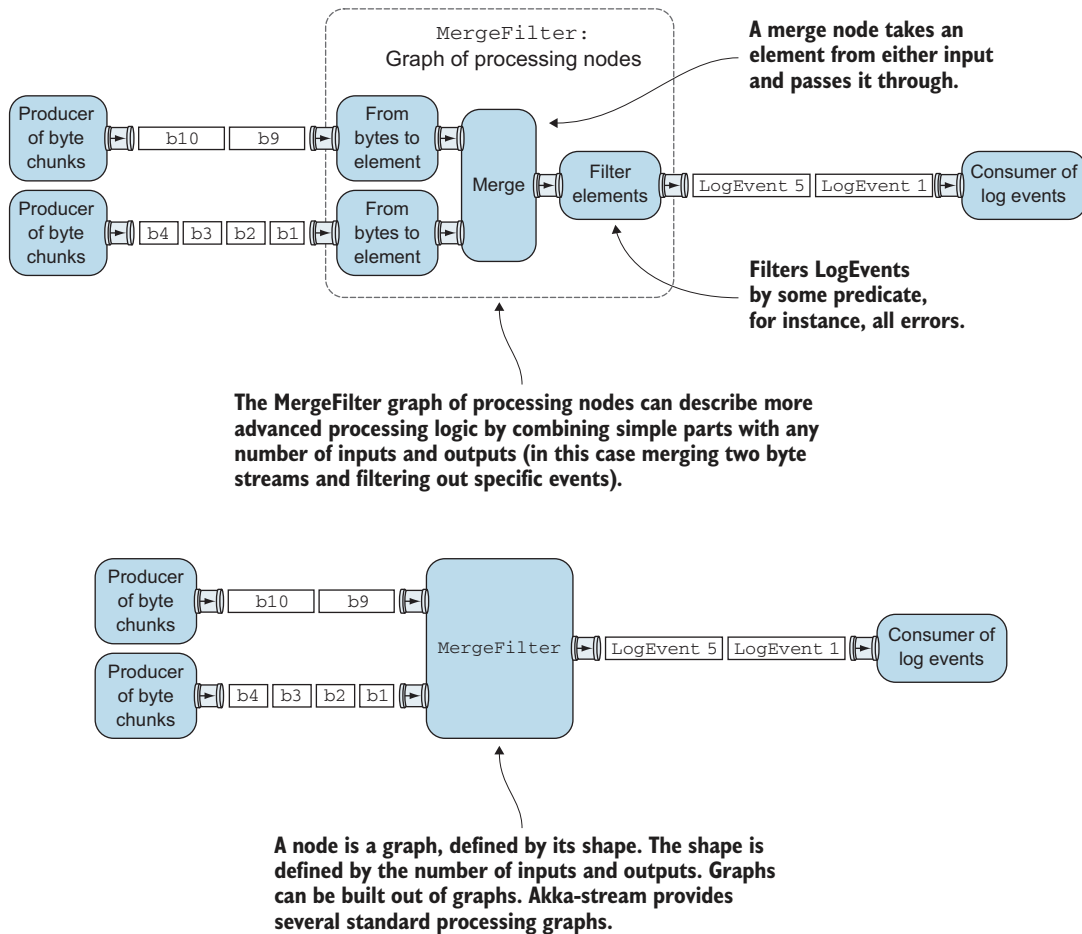 MergeFilter:
Graph of processing nodes
A merge node takes an
element from either input
and passes it through.
Producer
of byte
chunks
b10
b9
From
bytes to
element
Producer
of byte
chunks
b4
b3
b2
b1
From
bytes to
element
Merge
Filter
elements
LogEvent 5
LogEvent 1
Consumer of
log events
Filters LogEvents
by some predicate,
for instance, all errors.
The MergeFilter graph of processing nodes can describe more
advanced processing logic by combining simple parts with any
number of inputs and outputs (in this case merging two byte
streams and filtering out specific events).
Producer
of byte
chunks
b10
b9
Producer
of byte
chunks
b4
b3
b2
b1
MergeFilter
LogEvent 5
LogEvent 1
Consumer of
log events
A node is a graph, defined by its shape. The shape is
defined by the number of inputs and outputs. Graphs
can be built out of graphs. Akka-stream provides
several standard processing graphs.